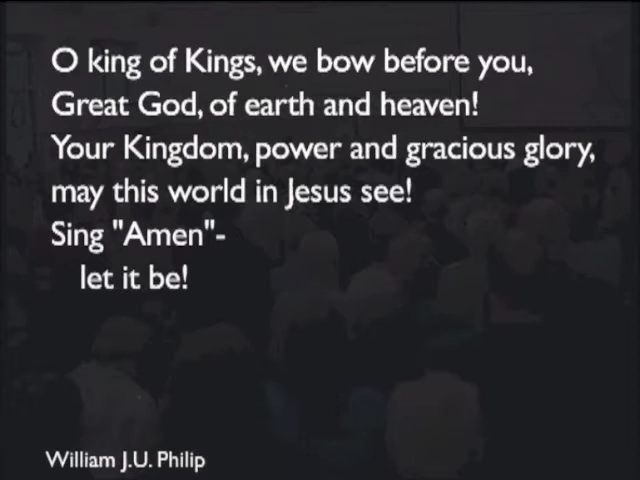 O king of Kings, we bow before you,
Great God, of earth and heaven!
Your Kingdom, power and gracious glory,
may this world in Jesus see!
Sing "Amen"-
let it be!
William J.U. Philip